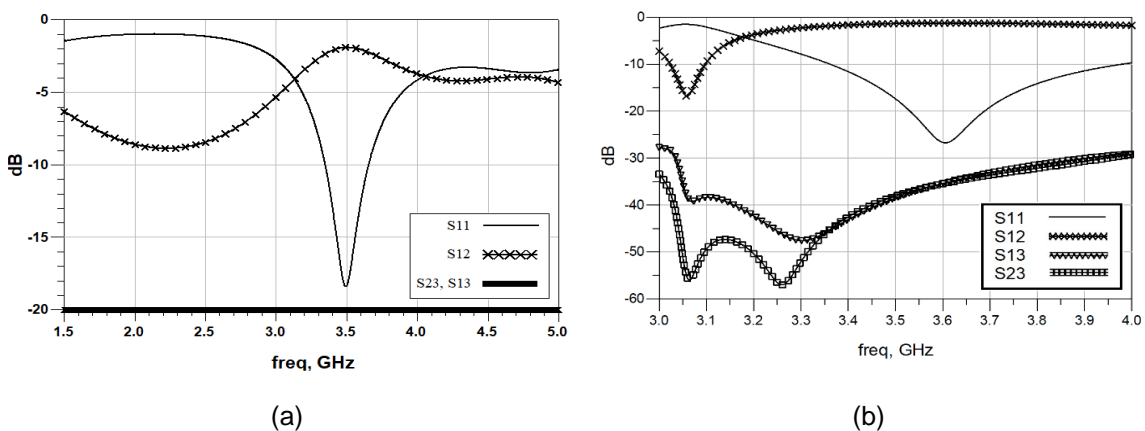 0
-5
-10
-15
-20
dB
1.5 2.0 2.5 3.0 3.5 4.0 4.5 5.0
freq, GHz
S11
S12
S23, S13
(a)
0
-10
-20
-30
-40
-50
-60
dB
3.0 3.1 3.2 3.3 3.4 3.5 3.6 3.7 3.8 3.9 4.0
freq, GHz
S11
S12
S13
S23
(b)